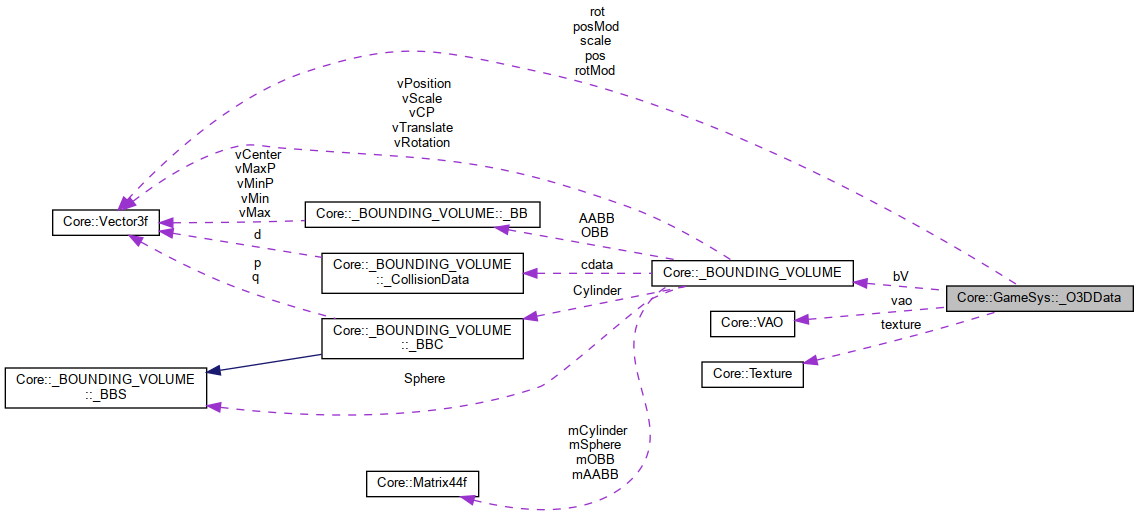 rot
posMod
scale
pos
rotMod
vPosition
vScale
vCP
vTranslate
vRotation
vCenter
vMaxP
vMinP
vMin
vMax
Core::Vector3f
Core::_BOUNDING_VOLUME::_BB
AABB
OBB
d
cdata
Core::_BOUNDING_VOLUME
::_CollisionData
Core::_BOUNDING_VOLUME
bV
Core::GameSys::_O3DData
p
q
Cylinder
vao
Core::VAO
texture
Core::_BOUNDING_VOLUME
::_BBC
Core::Texture
Core::_BOUNDING_VOLUME
::_BBS
Sphere
mCylinder
mSphere
mOBB
mAABB
Core::Matrix44f